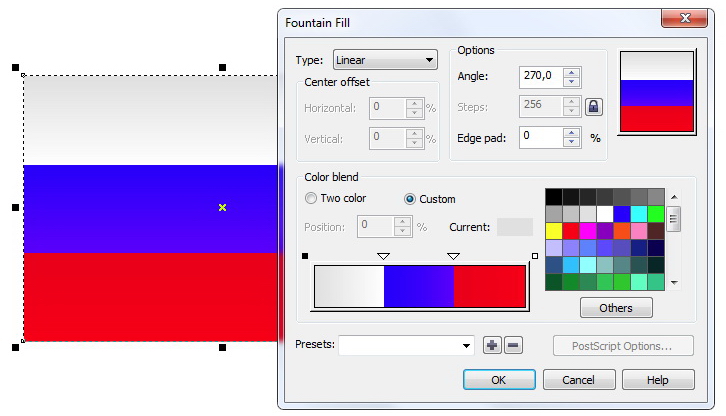 Fountain Fill
Type: Linear
Options
Angle: 270,0
Center offset
Horizontal: 0 %
Steps: 256
Vertical: 0 %
Edge pad: 0 %
Color blend
Two color
Custom
Position: 0 %
Current:
Others
Presets:
PostScript Options...
OK
Cancel
Help